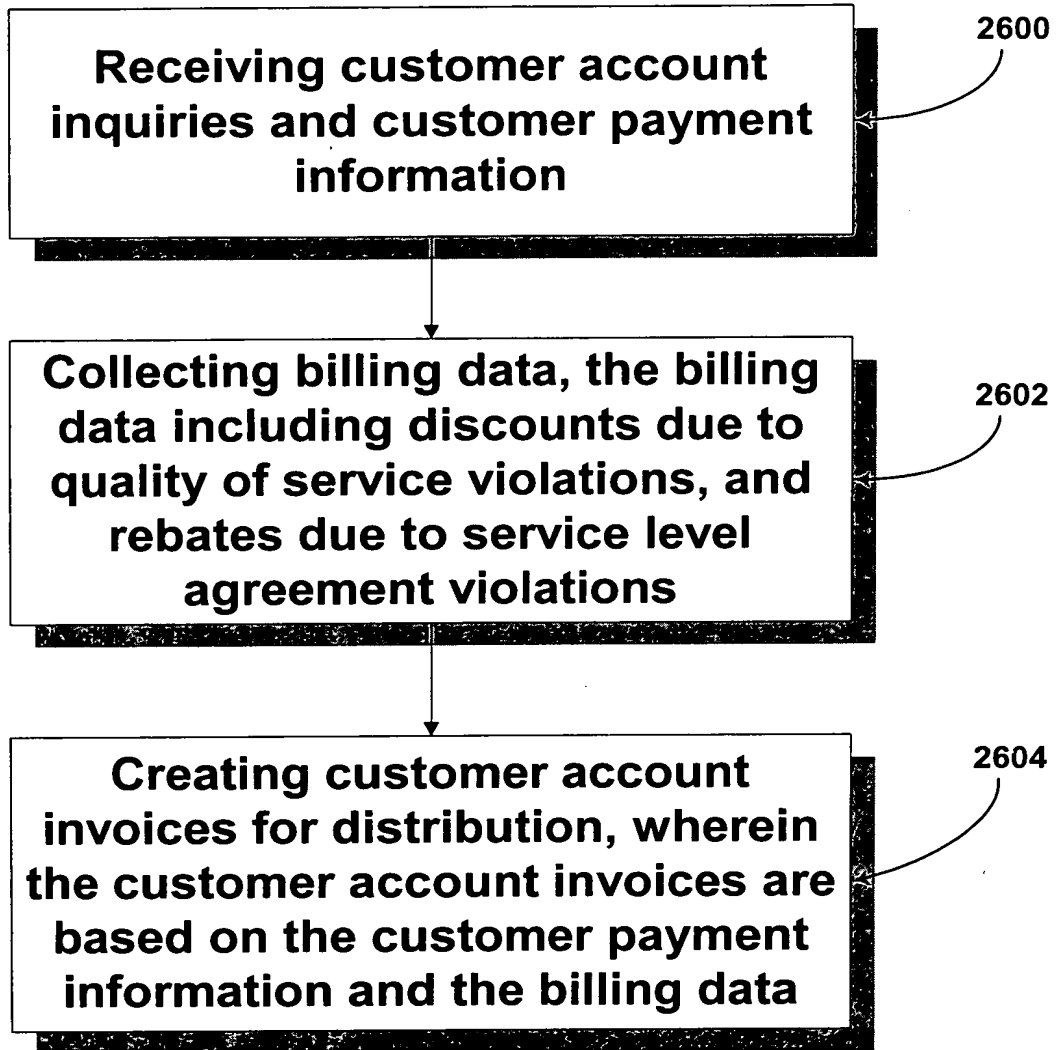 2600
Receiving customer account
inquiries and customer payment
information
2602
Collecting billing data, the billing
data including discounts due to
quality of service violations, and
rebates due to service level
agreement violations
2604
Creating customer account
invoices for distribution, wherein
the customer account invoices are
based on the customer payment
information and the billing data